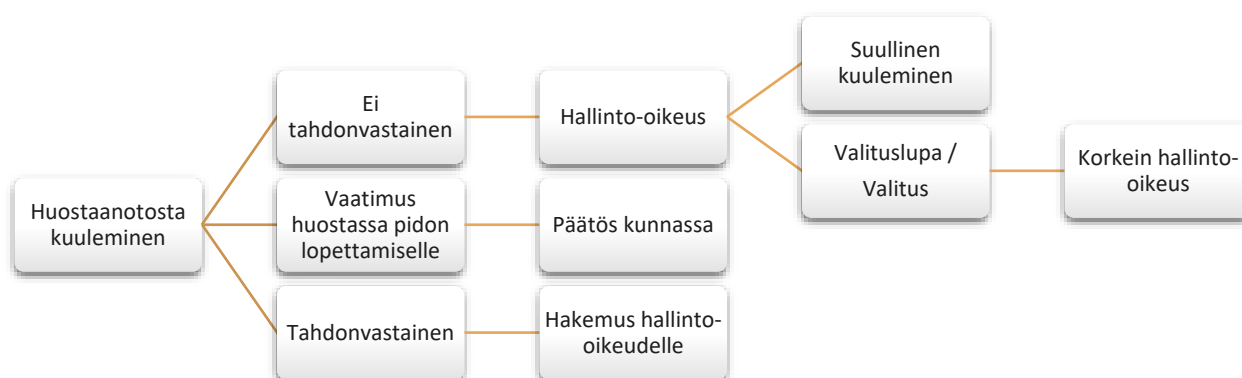 Huostaanotosta
kuuleminen
Ei
tahdonvastainen
Vaatimus
huostassa pidon
lopettamiselle
Tahdonvastainen
Hallinto-oikeus
Päätös kunnassa
Hakemus hallinto-
oikeudelle
Suullinen
kuuleminen
Valituslupa /
Valitus
Korkein hallinto-
oikeus